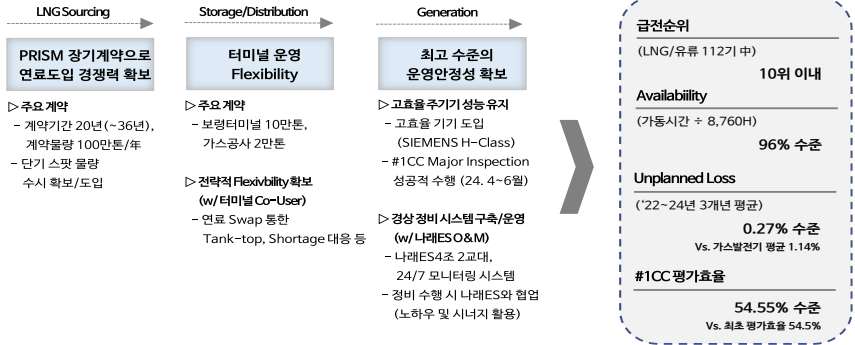 LNG Sourcing
PRISM 장기계약으로
연료도입 경쟁력 확보
▷ 주요 계약
- 계약기간 20년(~36년),
계약물량 100만톤/年
- 단기 스팟 물량
수시 확보/도입
Storage/Distribution
터미널 운영
Flexibility
▷ 주요 계약
- 보령터미널 10만톤,
가스공사 2만톤
▷ 전략적 Flexivbility 확보
(w/ 터미널 Co-User)
- 연료 Swap 통한
Tank-top, Shortage 대응 등
Generation
최고 수준의
운영안정성 확보
▷ 고효율 주기기 성능 유지
- 고효율 기기 도입
(SIEMENS H-Class)
- #1CC Major Inspection
성공적 수행 (24. 4~6월)
▷ 경상 정비 시스템 구축/운영
(w/ 나래ES O&M)
- 나래ES4조 2교대,
24/7 모니터링 시스템
- 정비 수행 시 나래ES와 협업
(노하우 및 시너지 활용)
급전순위
(LNG/유류 112기 中)
10위 이내
Availability
(가동시간 ÷ 8,760H)
96% 수준
Unplanned Loss
('22~24년 3개년 평균)
0.27% 수준
Vs. 가스발전기 평균 1.14%
#1CC 평가효율
54.55% 수준
Vs. 최초 평가효율 54.5%